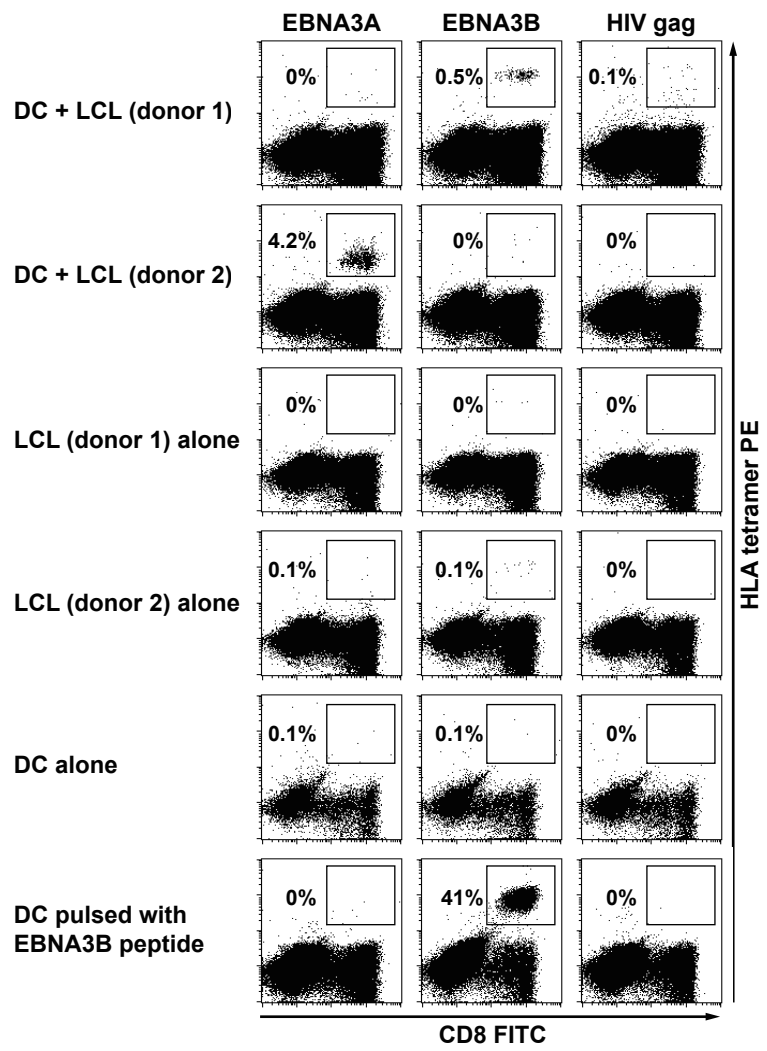 EBNA3A EBNA3B HIV gag
DC + LCL (donor 1) 0% 0.5% 0.1%
DC + LCL (donor 2) 4.2% 0% 0%
LCL (donor 1) alone 0% 0% 0%
LCL (donor 2) alone 0.1% 0.1% 0%
DC alone 0.1% 0.1% 0%
DC pulsed with
EBNA3B peptide 0% 41% 0%
HLA tetramer PE
CD8 FITC